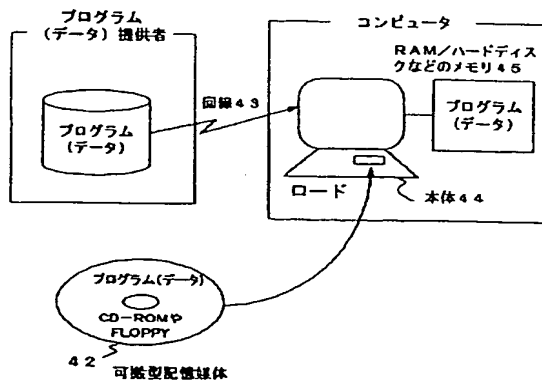 プログラム
(データ) 提供者
プログラム
(データ)
回線43
コンピュータ
RAM/ハードディス
クなどのメモリ45
プログラム
(データ)
ロード
本体44
プログラム(データ)
CD-ROMや
FLOPPY
42
可搬型記憶媒体